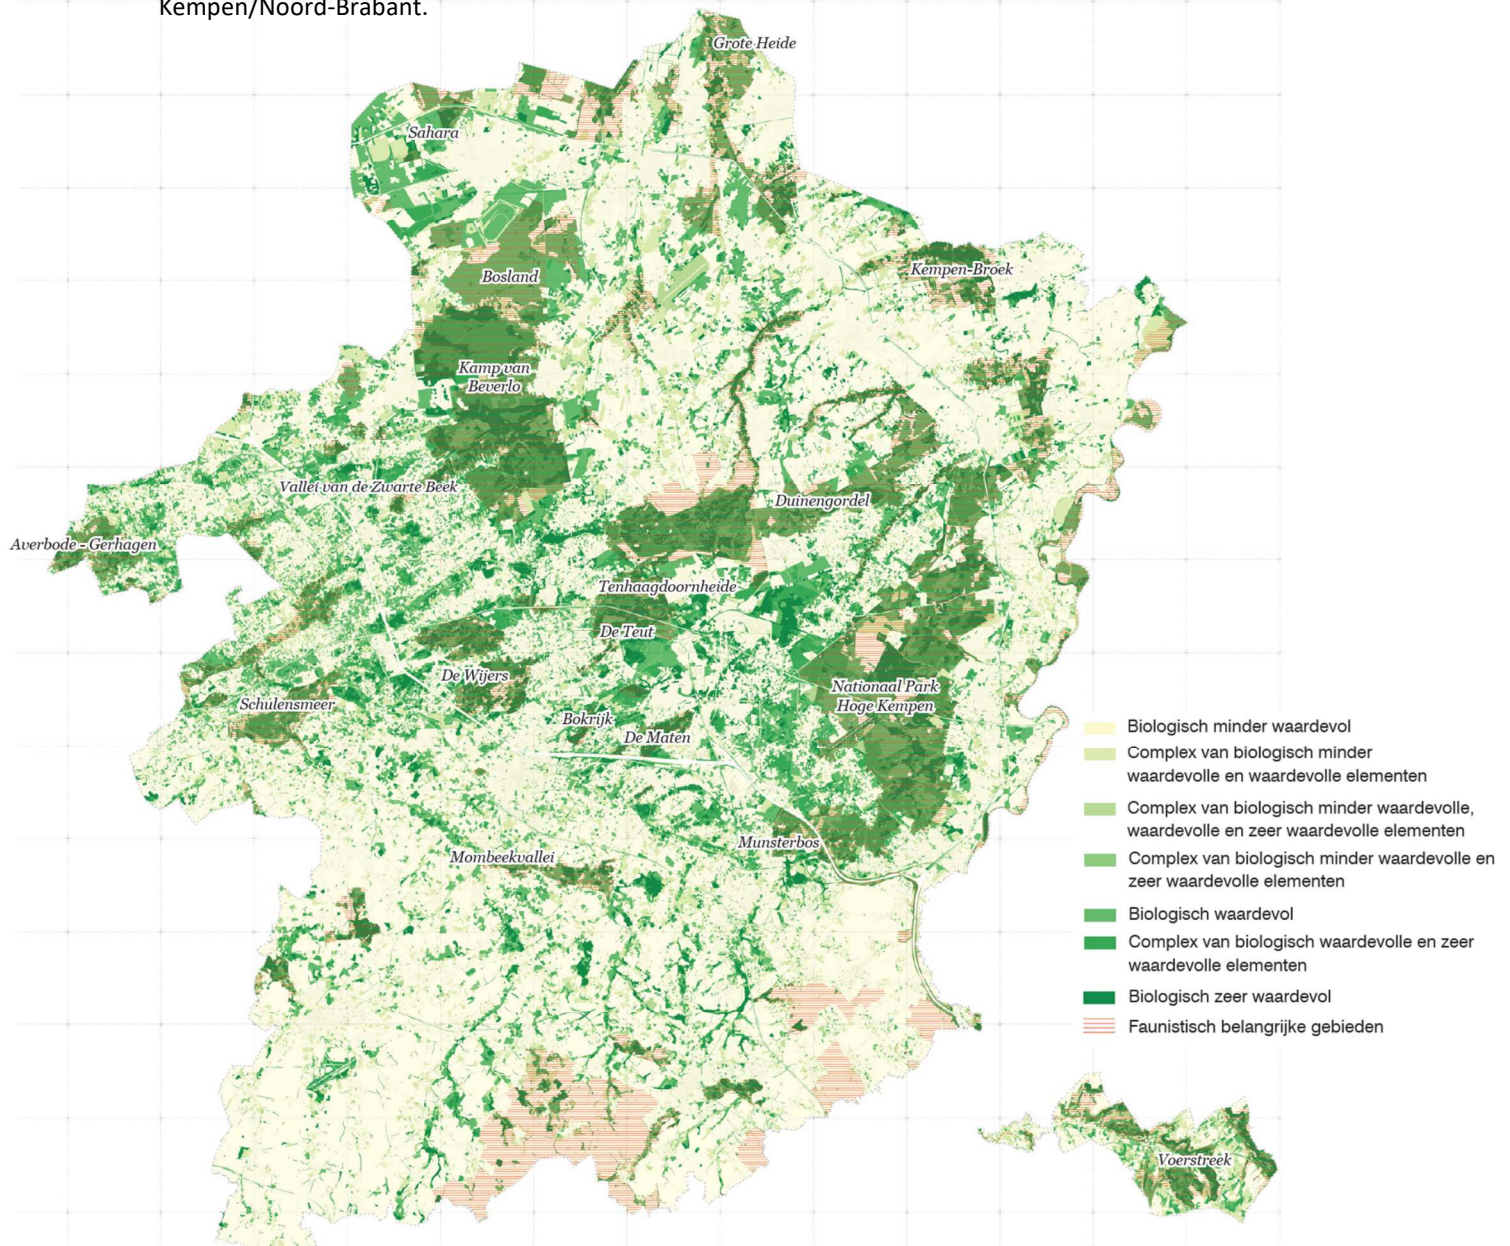 Kempen/Noord-Brabant.
Grote Heide
Sahara
Bosland
Kempen-Broek
Kamp van
Beverlo
Vallei van de Zwarte Beek
Duinengordel
Averbode - Gerhagen
Tenhaagdoornheide
De Teut
De Wijers
Nationaal Park
Hoge Kempen
Schulensmeer
Bokrijk
De Maten
Munsterbos
Mombeekvallei
Voerstreek
Biologisch minder waardevol
Complex van biologisch minder
waardevolle en waardevolle elementen
Complex van biologisch minder waardevolle,
waardevolle en zeer waardevolle elementen
Complex van biologisch minder waardevolle en
zeer waardevolle elementen
Biologisch waardevol
Complex van biologisch waardevolle en zeer
waardevolle elementen
Biologisch zeer waardevol
Faunistisch belangrijke gebieden